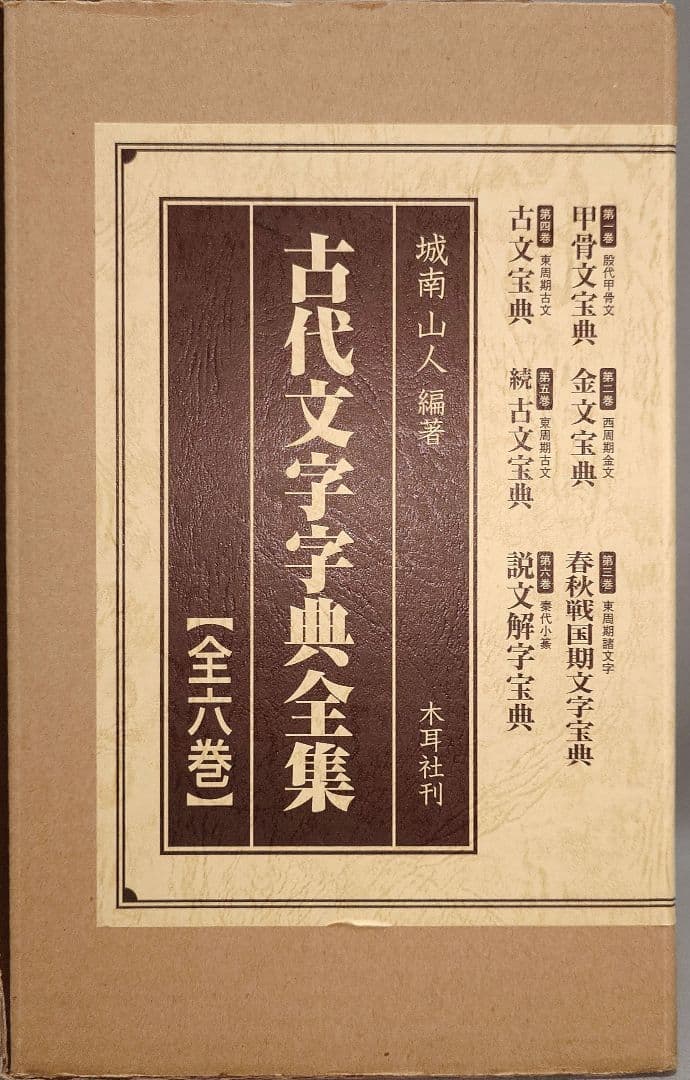 第一巻 殷代甲骨文
甲骨文宝典
第二巻 西周期金文
金文宝典
第三巻 東周期諸文字
春秋戦国期文字宝典
第四巻 東周期古文
古文宝典
第五巻 東周期古文
続古文宝典
第六巻 秦代小篆
説文解字宝典
城南山人 編著
木耳社刊
古代文字字典全集
【全六巻】